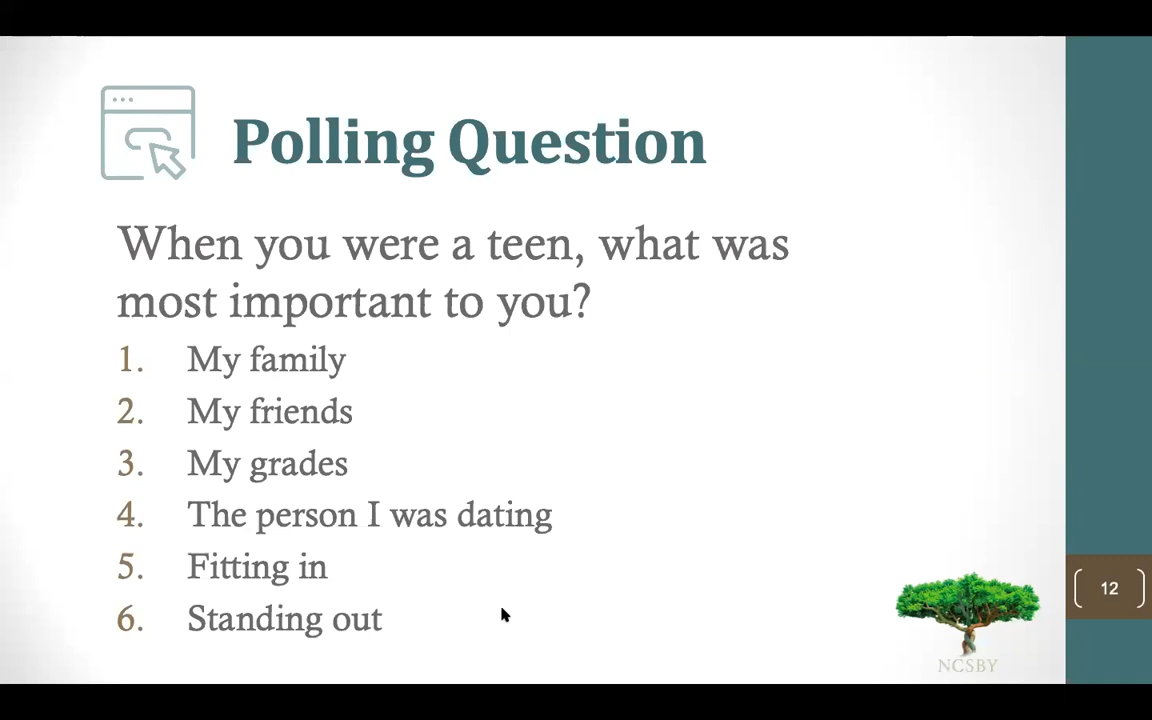 Polling Question
When you were a teen, what was
most important to you?
1. My family
2. My friends
3. My grades
4. The person I was dating
5. Fitting in
6. Standing out
12
NCSBY